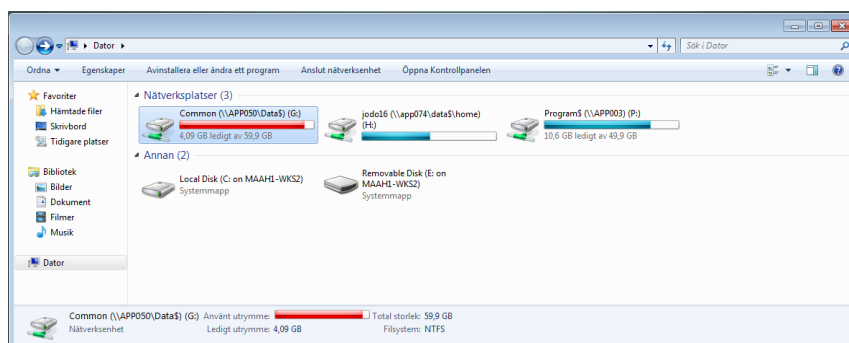 Dator
Sök i Dator
Ordna Egenskaper Avinstallera eller ändra ett program Anslut nätverksenhet Öppna Kontrollpanelen
Favoriter
Hämtade filer
Skrivbord
Tidigare platser
Bibliotek
Bilder
Dokument
Filmer
Musik
Dator
Nätverksplatser (3)
Common (\\APP050\Data$) (G:)
4,09 GB ledigt av 59,9 GB
jodo16 (\\app074\data$\home)
(H:)
Program$ (\\APP003) (P:)
10,6 GB ledigt av 49,9 GB
Annan (2)
Local Disk (C: on MAAH1-WKS2)
Systemmapp
Removable Disk (E: on
MAAH1-WKS2)
Systemmapp
Common (\\APP050\Data$) (G:) Använt utrymme: Total storlek: 59,9 GB
Nätverksenhet Ledigt utrymme: 4,09 GB Filsystem: NTFS